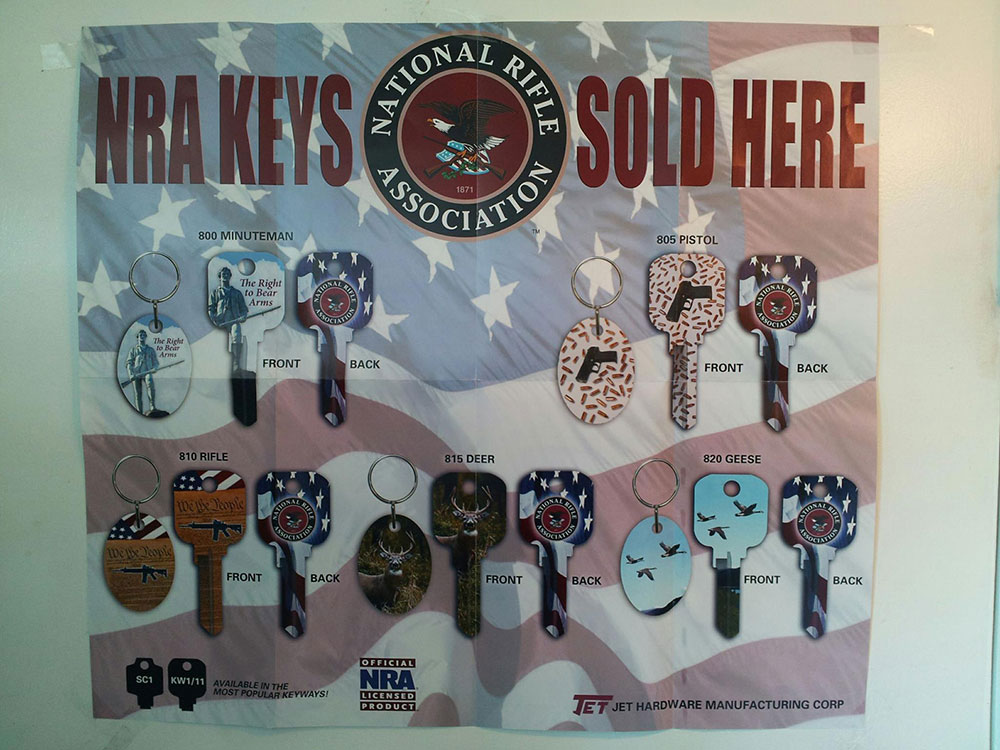 NRA KEYS
NATIONAL RIFLE ASSOCIATION
1871
TM
SOLD HERE
800 MINUTEMAN
The Right
to Bear
Arms
The Right
to Bear
Arms
NATIONAL RIFLE ASSOCIATION
FRONT
BACK
805 PISTOL
NATIONAL RIFLE ASSOCIATION
FRONT
BACK
810 RIFLE
We the People
We the People
NATIONAL RIFLE ASSOCIATION
FRONT
BACK
815 DEER
NATIONAL RIFLE ASSOCIATION
FRONT
BACK
820 GEESE
NATIONAL RIFLE ASSOCIATION
FRONT
BACK
SC1
KW1/11
AVAILABLE IN THE
MOST POPULAR KEYWAYS!
OFFICIAL
NRA
LICENSED
PRODUCT
JET JET HARDWARE MANUFACTURING CORP